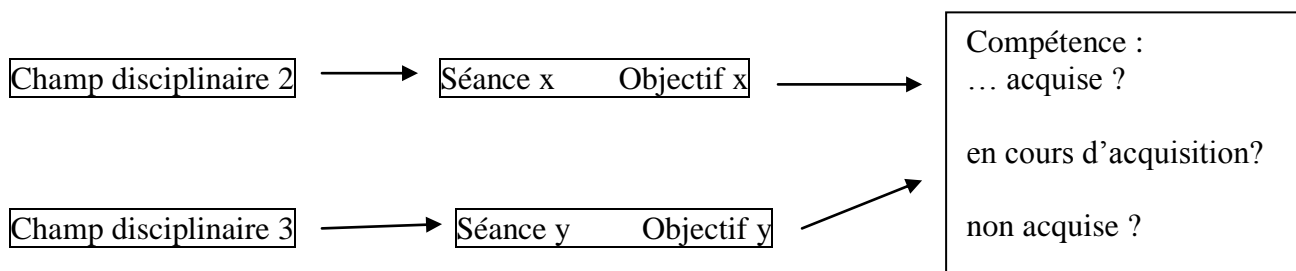 Champ disciplinaire 2
Séance x Objectif x
Compétence :
… acquise ?
en cours d’acquisition?
non acquise ?
Champ disciplinaire 3
Séance y Objectif y